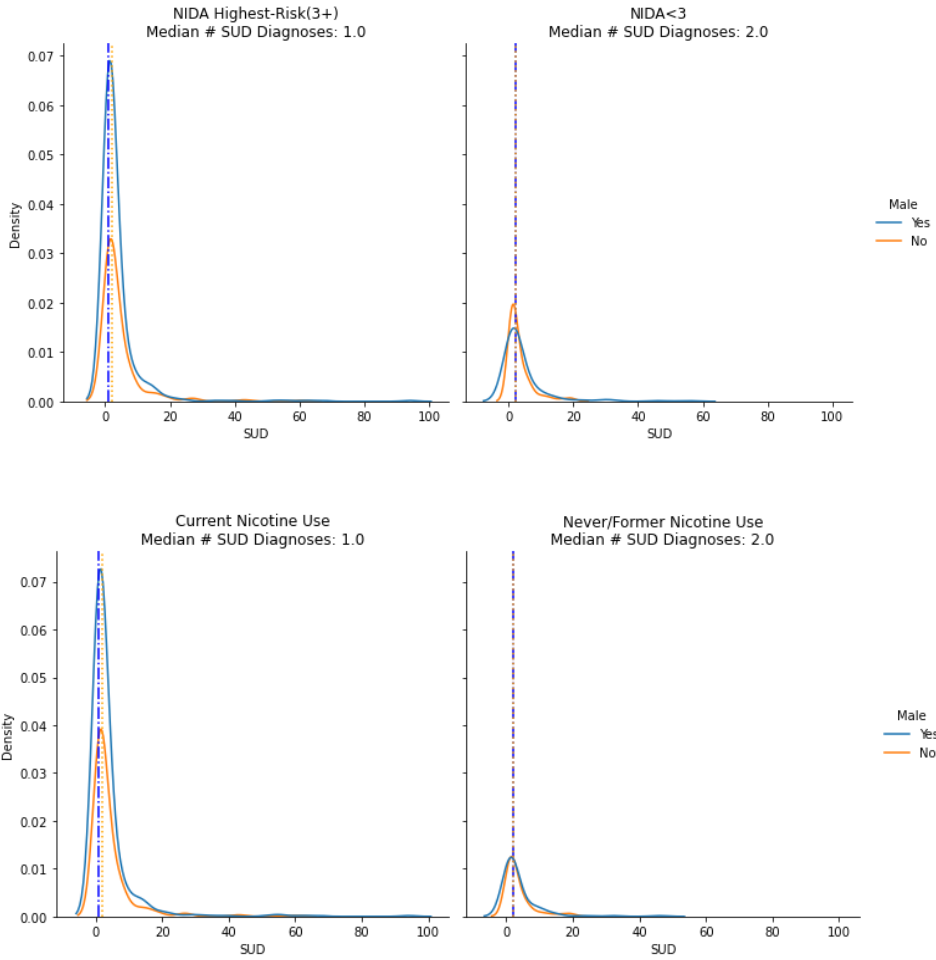 NIDA Highest-Risk(3+)
Median # SUD Diagnoses: 1.0
NIDA<3
Median # SUD Diagnoses: 2.0
0.07
0.06
0.05
0.04
0.03
0.02
0.01
0.00
Density
0 20 40 60 80 100
SUD
0 20 40 60 80 100
SUD
Male
Yes
No
Current Nicotine Use
Median # SUD Diagnoses: 1.0
Never/Former Nicotine Use
Median # SUD Diagnoses: 2.0
0.07
0.06
0.05
0.04
0.03
0.02
0.01
0.00
Density
0 20 40 60 80 100
SUD
0 20 40 60 80 100
SUD
Male
Yes
No